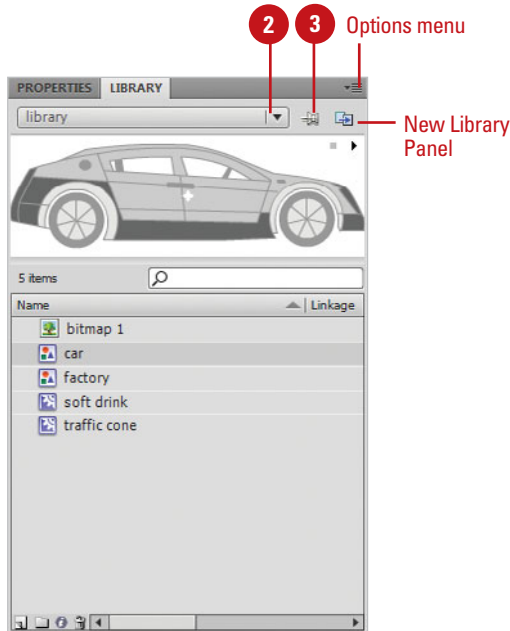 2 3 Options menu
PROPERTIES LIBRARY
library
New Library
Panel
5 items
Name Linkage
bitmap 1
car
factory
soft drink
traffic cone